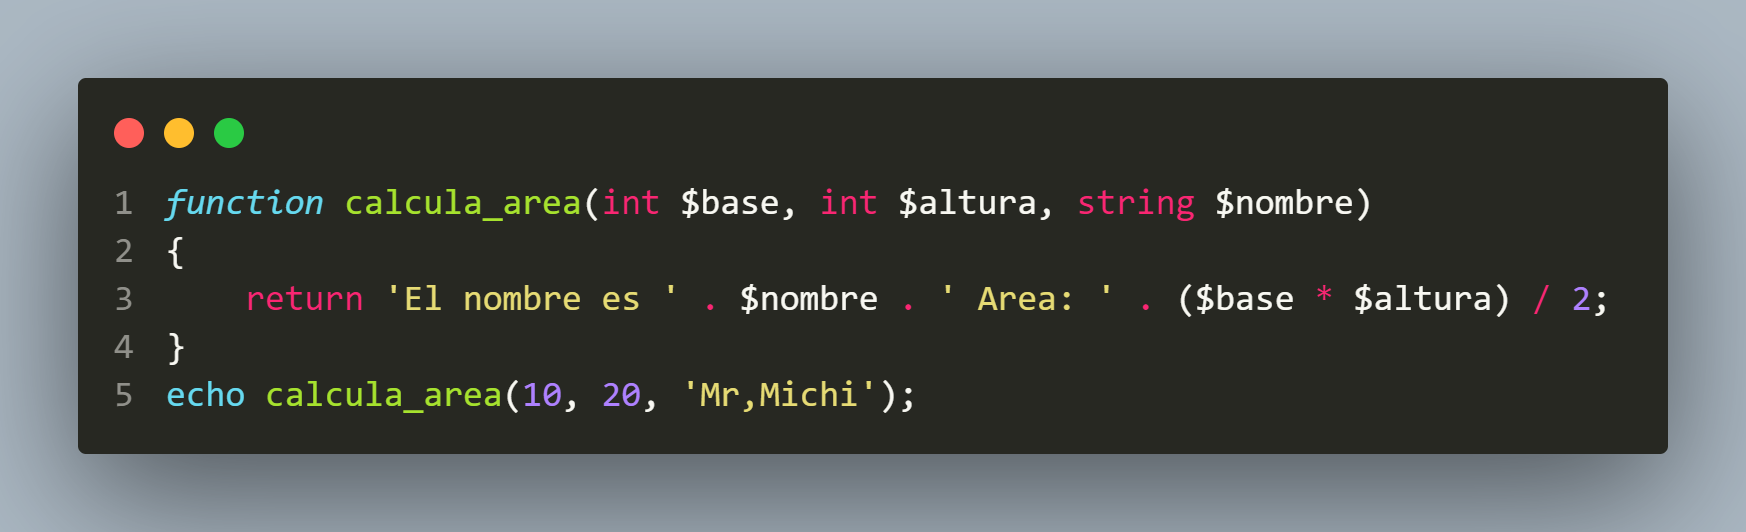 1 function calcula_area(int $base, int $altura, string $nombre)
2 {
3     return 'El nombre es ' . $nombre . ' Area: ' . ($base * $altura) / 2;
4 }
5 echo calcula_area(10, 20, 'Mr,Michi');